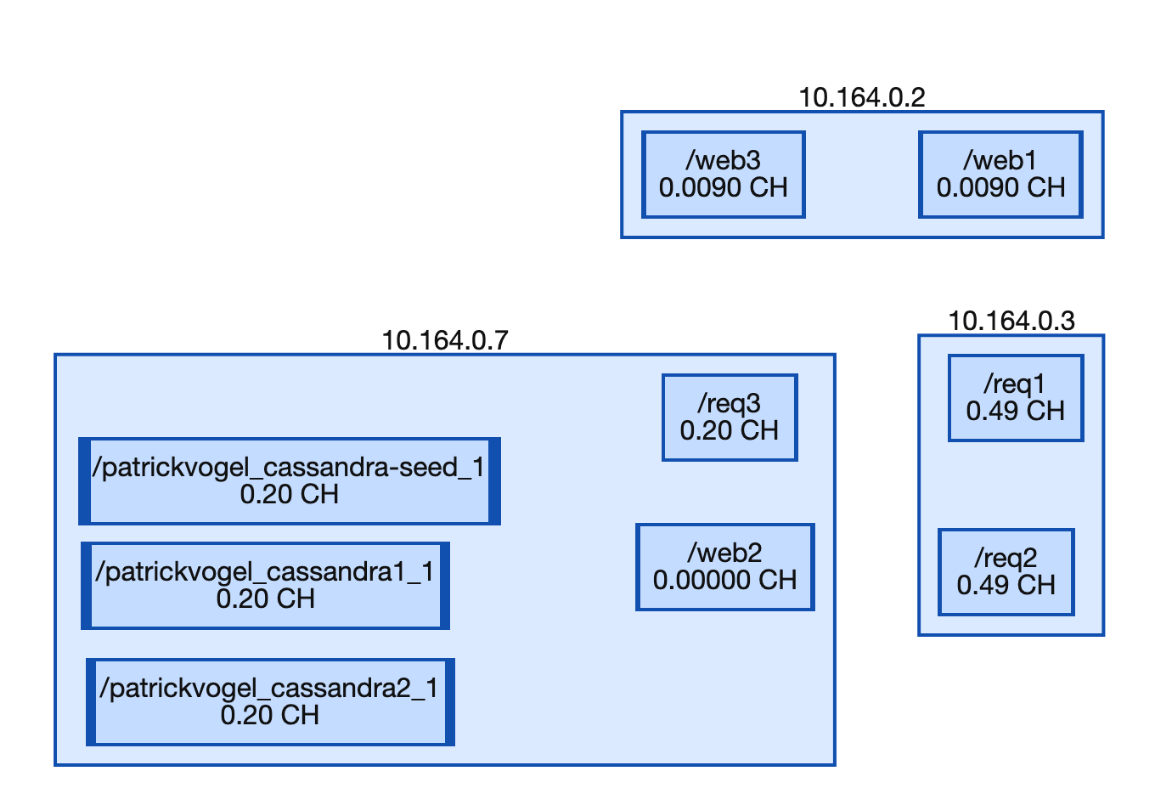 10.164.0.2
/web3
0.0090 CH
/web1
0.0090 CH
10.164.0.3
/req1
0.49 CH
/req2
0.49 CH
10.164.0.7
/req3
0.20 CH
/patrickvogel_cassandra-seed_1
0.20 CH
/web2
0.00000 CH
/patrickvogel_cassandra1_1
0.20 CH
/patrickvogel_cassandra2_1
0.20 CH